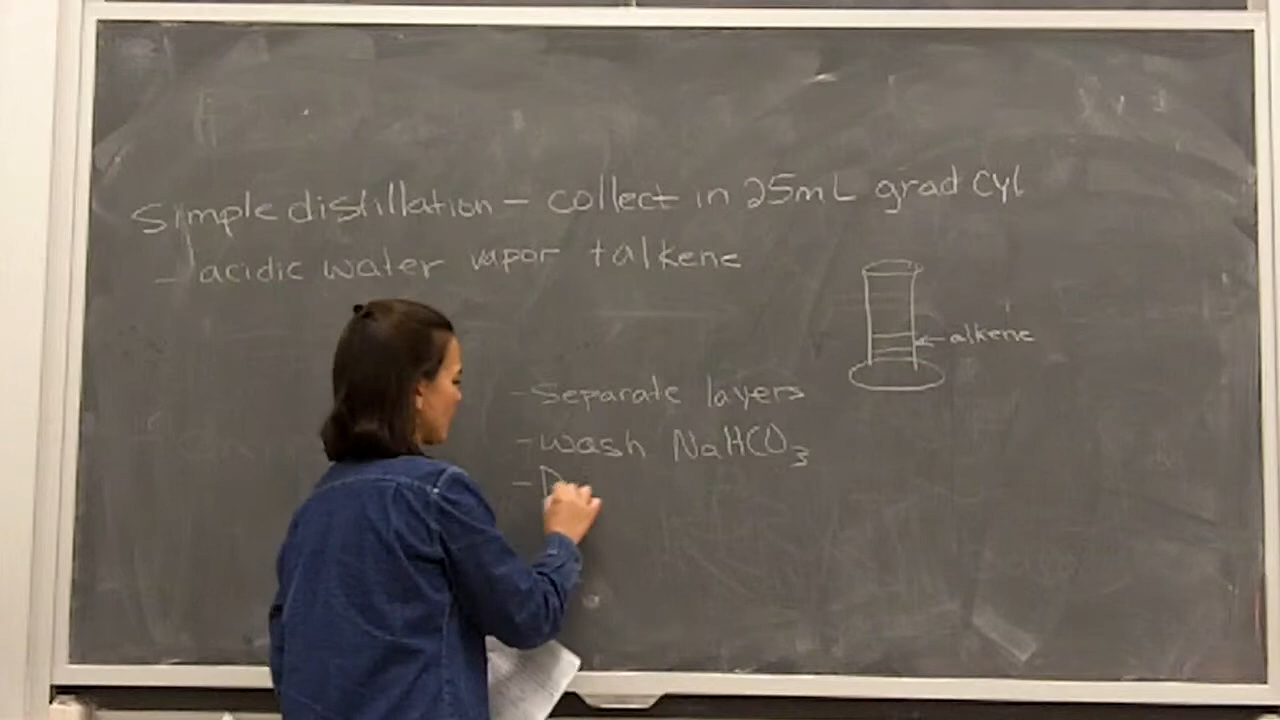 Simple distillation - collect in 25mL grad cyl
- acidic water vapor + alkene
← alkene
- Separate layers
- wash NaHCO₃
- D